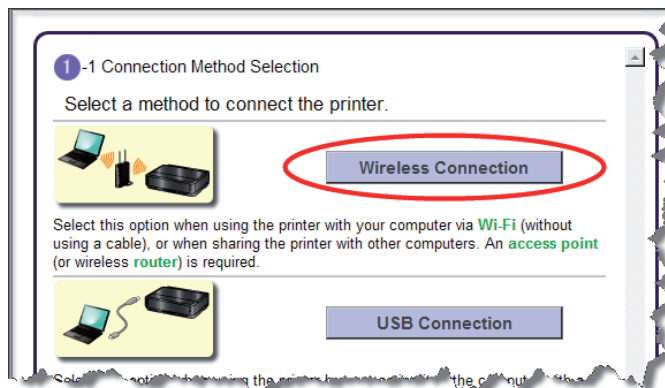 1-1 Connection Method Selection
Select a method to connect the printer.
Wireless Connection
Select this option when using the printer with your computer via Wi-Fi (without
using a cable), or when sharing the printer with other computers. An access point
(or wireless router) is required.
USB Connection